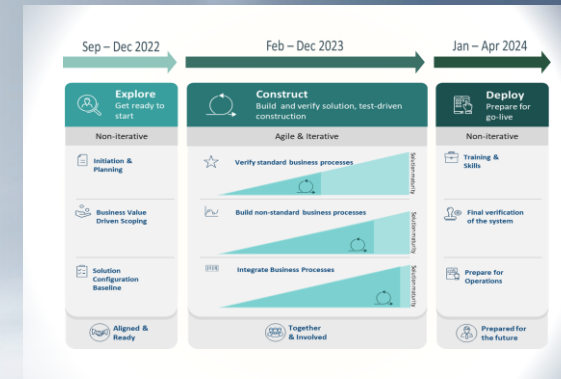 Sep – Dec 2022
Feb – Dec 2023
Jan – Apr 2024
Explore
Get ready to
start
Non-iterative
Initiation &
Planning
Business Value
Driven Scoping
Solution
Configuration
Baseline
Aligned &
Ready
Construct
Build and verify solution, test-driven
construction
Agile & Iterative
Verify standard business processes
Solution maturity
Build non-standard business processes
Solution maturity
Integrate Business Processes
Solution maturity
Together
& Involved
Deploy
Prepare for
go-live
Non-iterative
Training &
Skills
Final verification
of the system
Prepare for
Operations
Prepared for
the future